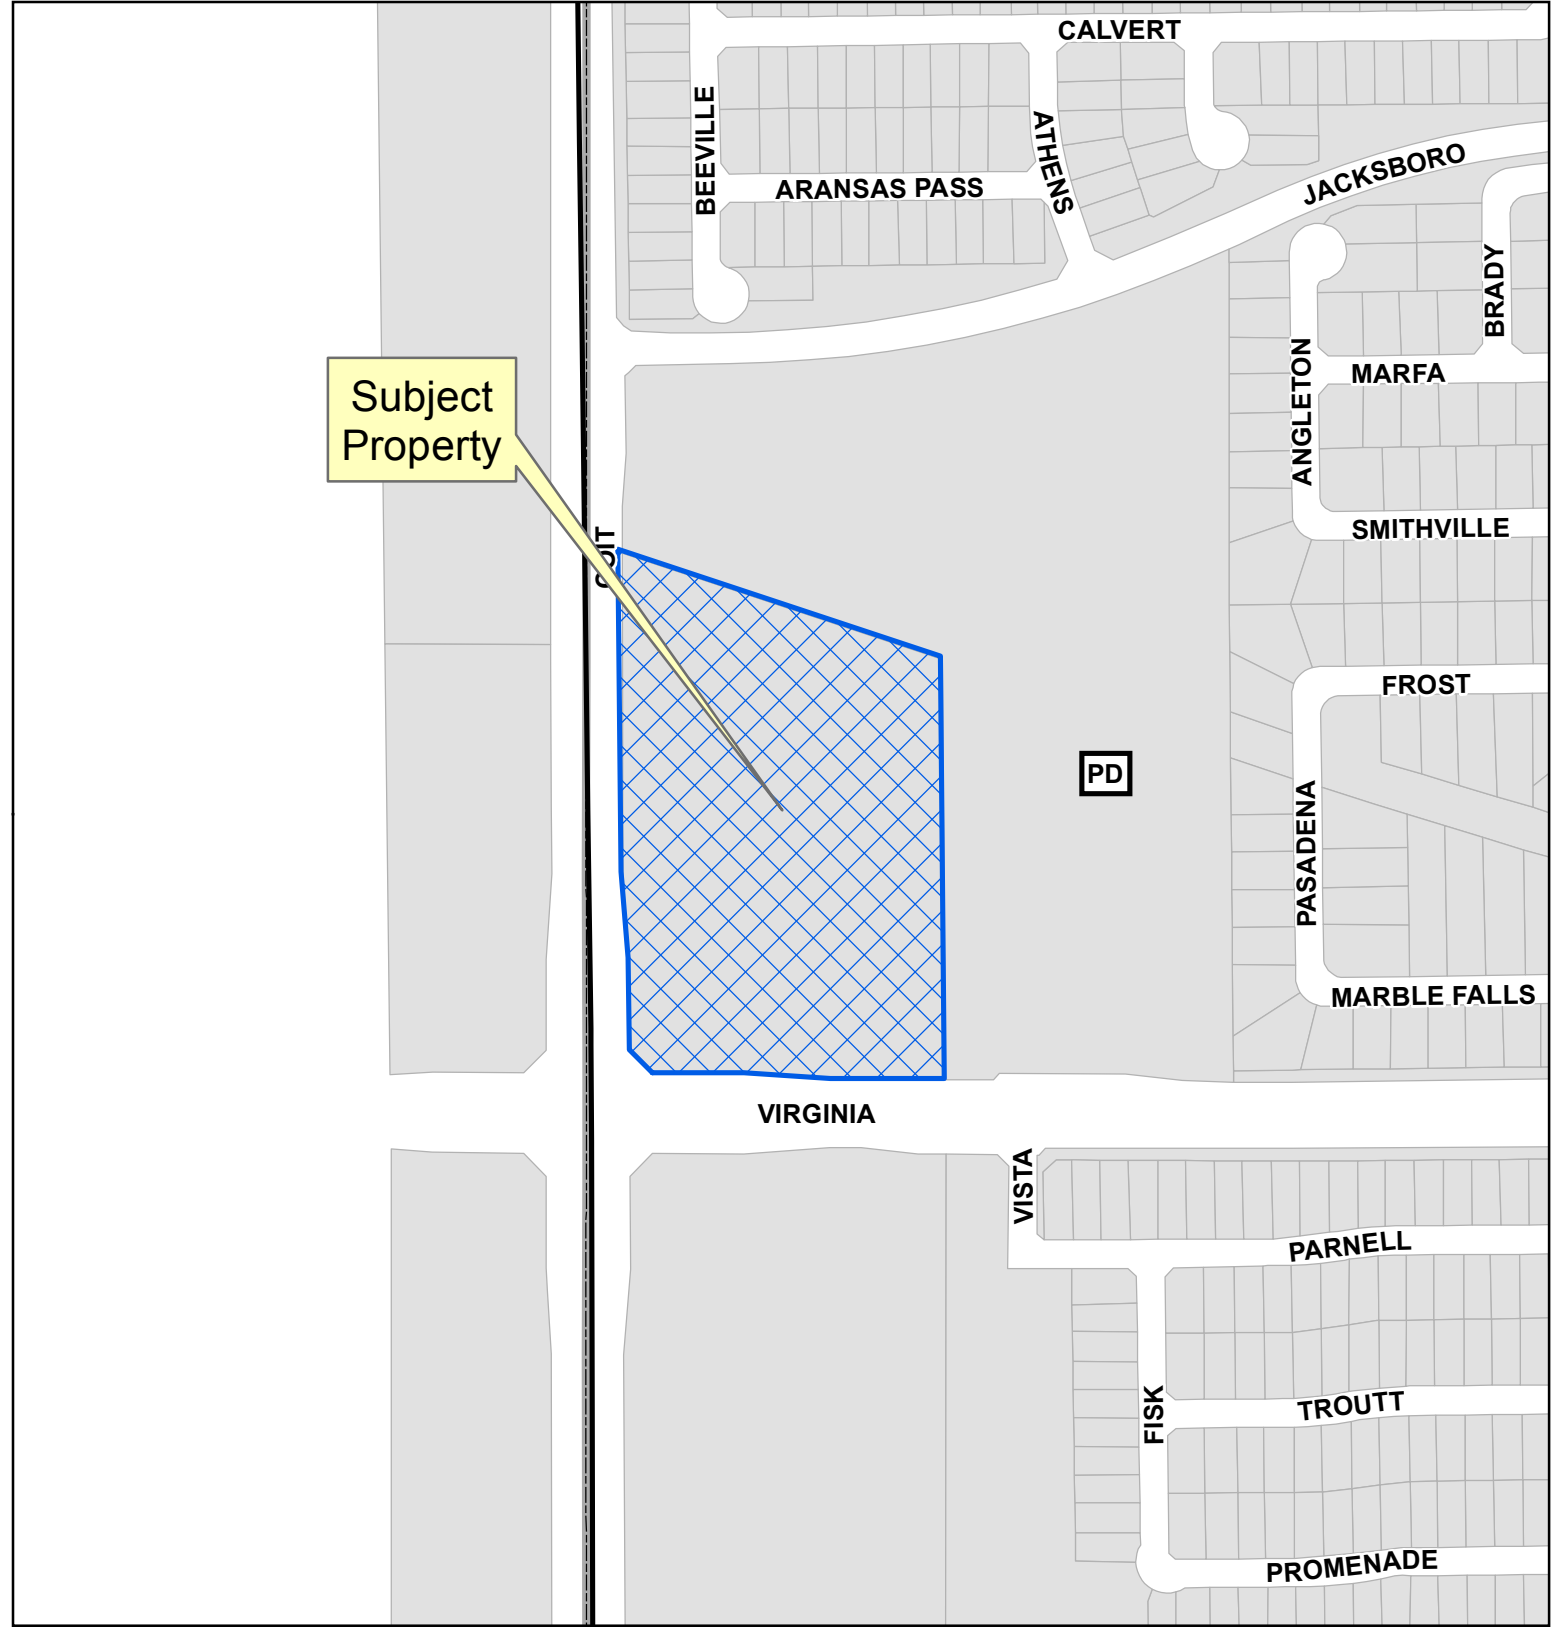 CALVERT
BEEVILLE
ATHENS
JACKSBORO
ARANSAS PASS
BRADY
ANGLETON
MARFA
Subject
Property
SMITHVILLE
COIT
FROST
PD
PASADENA
MARBLE FALLS
VIRGINIA
VISTA
PARNELL
FISK
TROUTT
PROMENADE